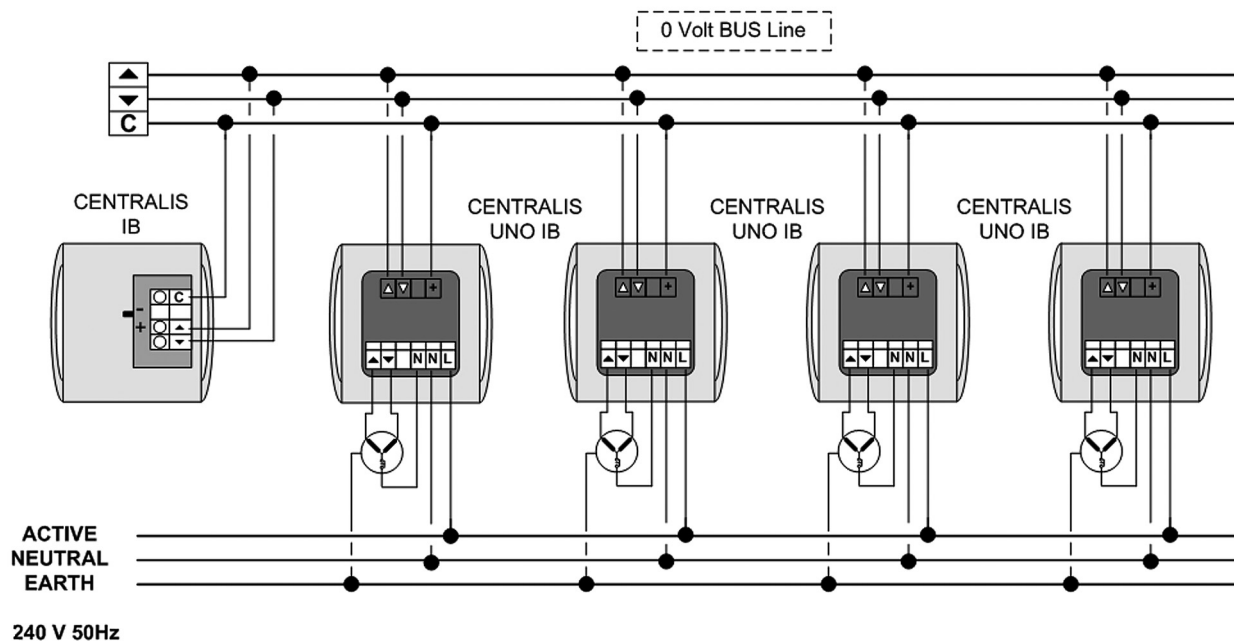 0 Volt BUS Line
▲
▼
C
CENTRALIS
IB
CENTRALIS
UNO IB
CENTRALIS
UNO IB
CENTRALIS
UNO IB
C
-
+ ▲
▼
△ ▽ +
△ ▽ +
△ ▽ +
△ ▽ +
▲ ▼ N N L
▲ ▼ N N L
▲ ▼ N N L
▲ ▼ N N L
ACTIVE
NEUTRAL
EARTH
240 V 50Hz